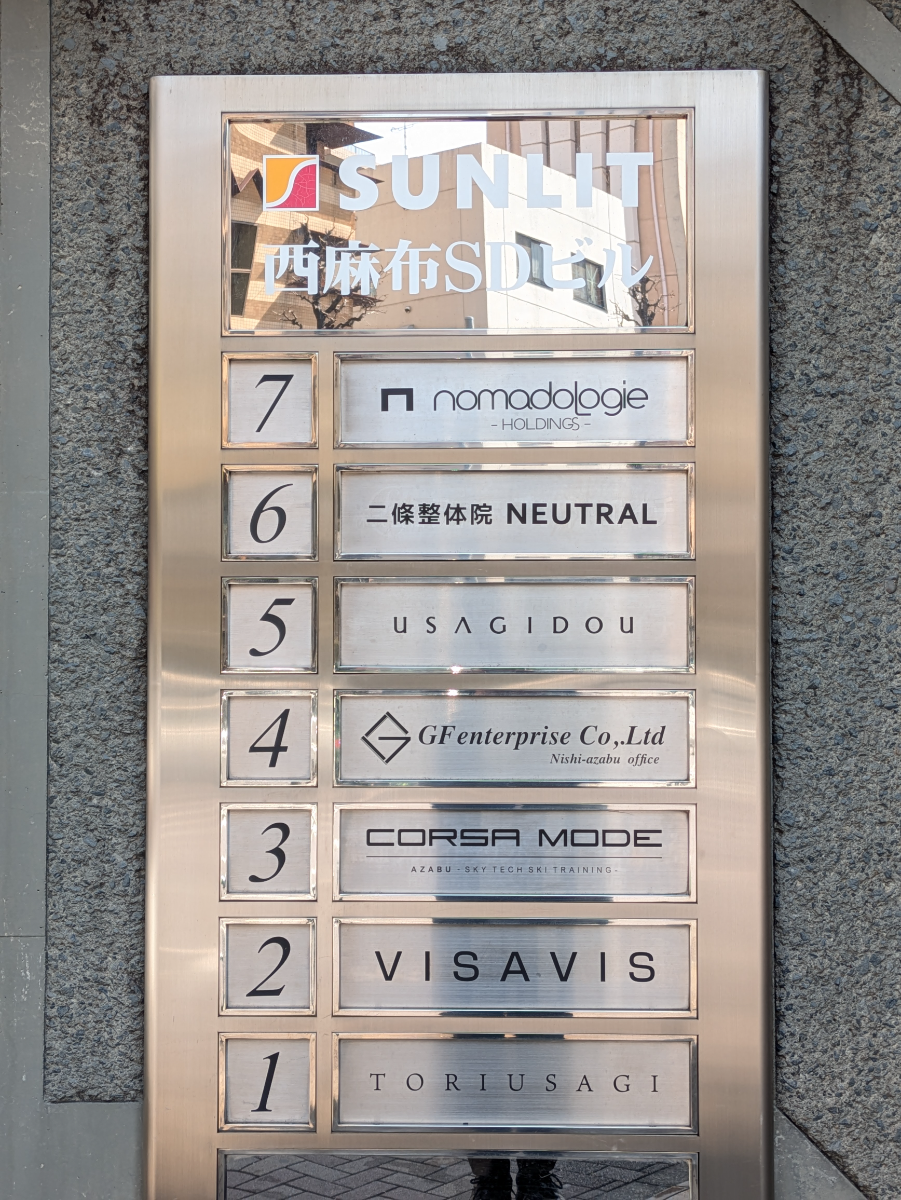 SUNLIT
西麻布SDビル
7 nomadologie
- HOLDINGS -
6 二條整体院 NEUTRAL
5 USAGIDOU
4 GFenterprise Co,.Ltd
Nishi-azabu office
3 CORSA MODE
AZABU - SKY TECH SKI TRAINING-
2 VISAVIS
1 TORIUSAGI